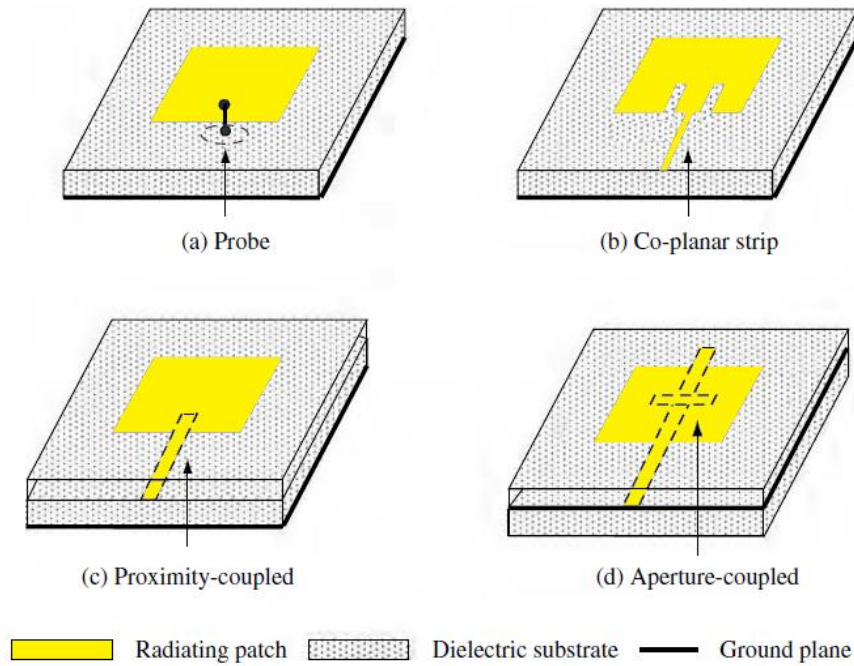 (a) Probe
(b) Co-planar strip
(c) Proximity-coupled
(d) Aperture-coupled
Radiating patch Dielectric substrate Ground plane